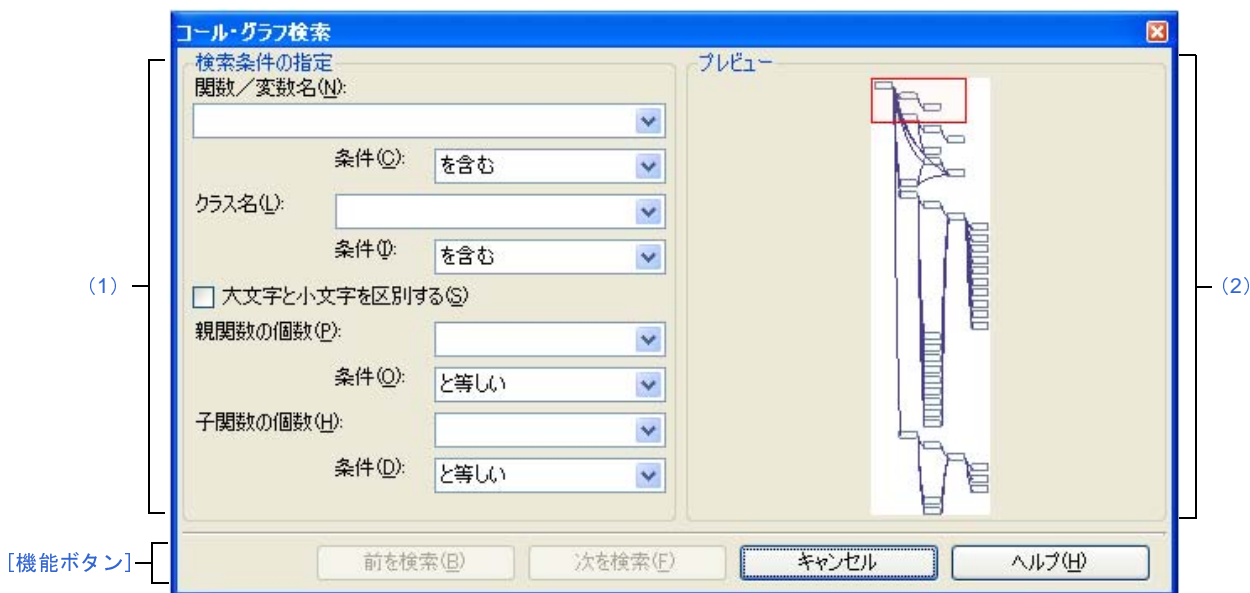 コール・グラフ検索
検索条件の指定
関数／変数名(N):
条件(C): を含む
クラス名(L):
条件(I): を含む
大文字と小文字を区別する(S)
親関数の個数(P):
条件(O): と等しい
子関数の個数(H):
条件(D): と等しい
プレビュー
(1)
(2)
[機能ボタン]
前を検索(B) 次を検索(F) キャンセル ヘルプ(H)